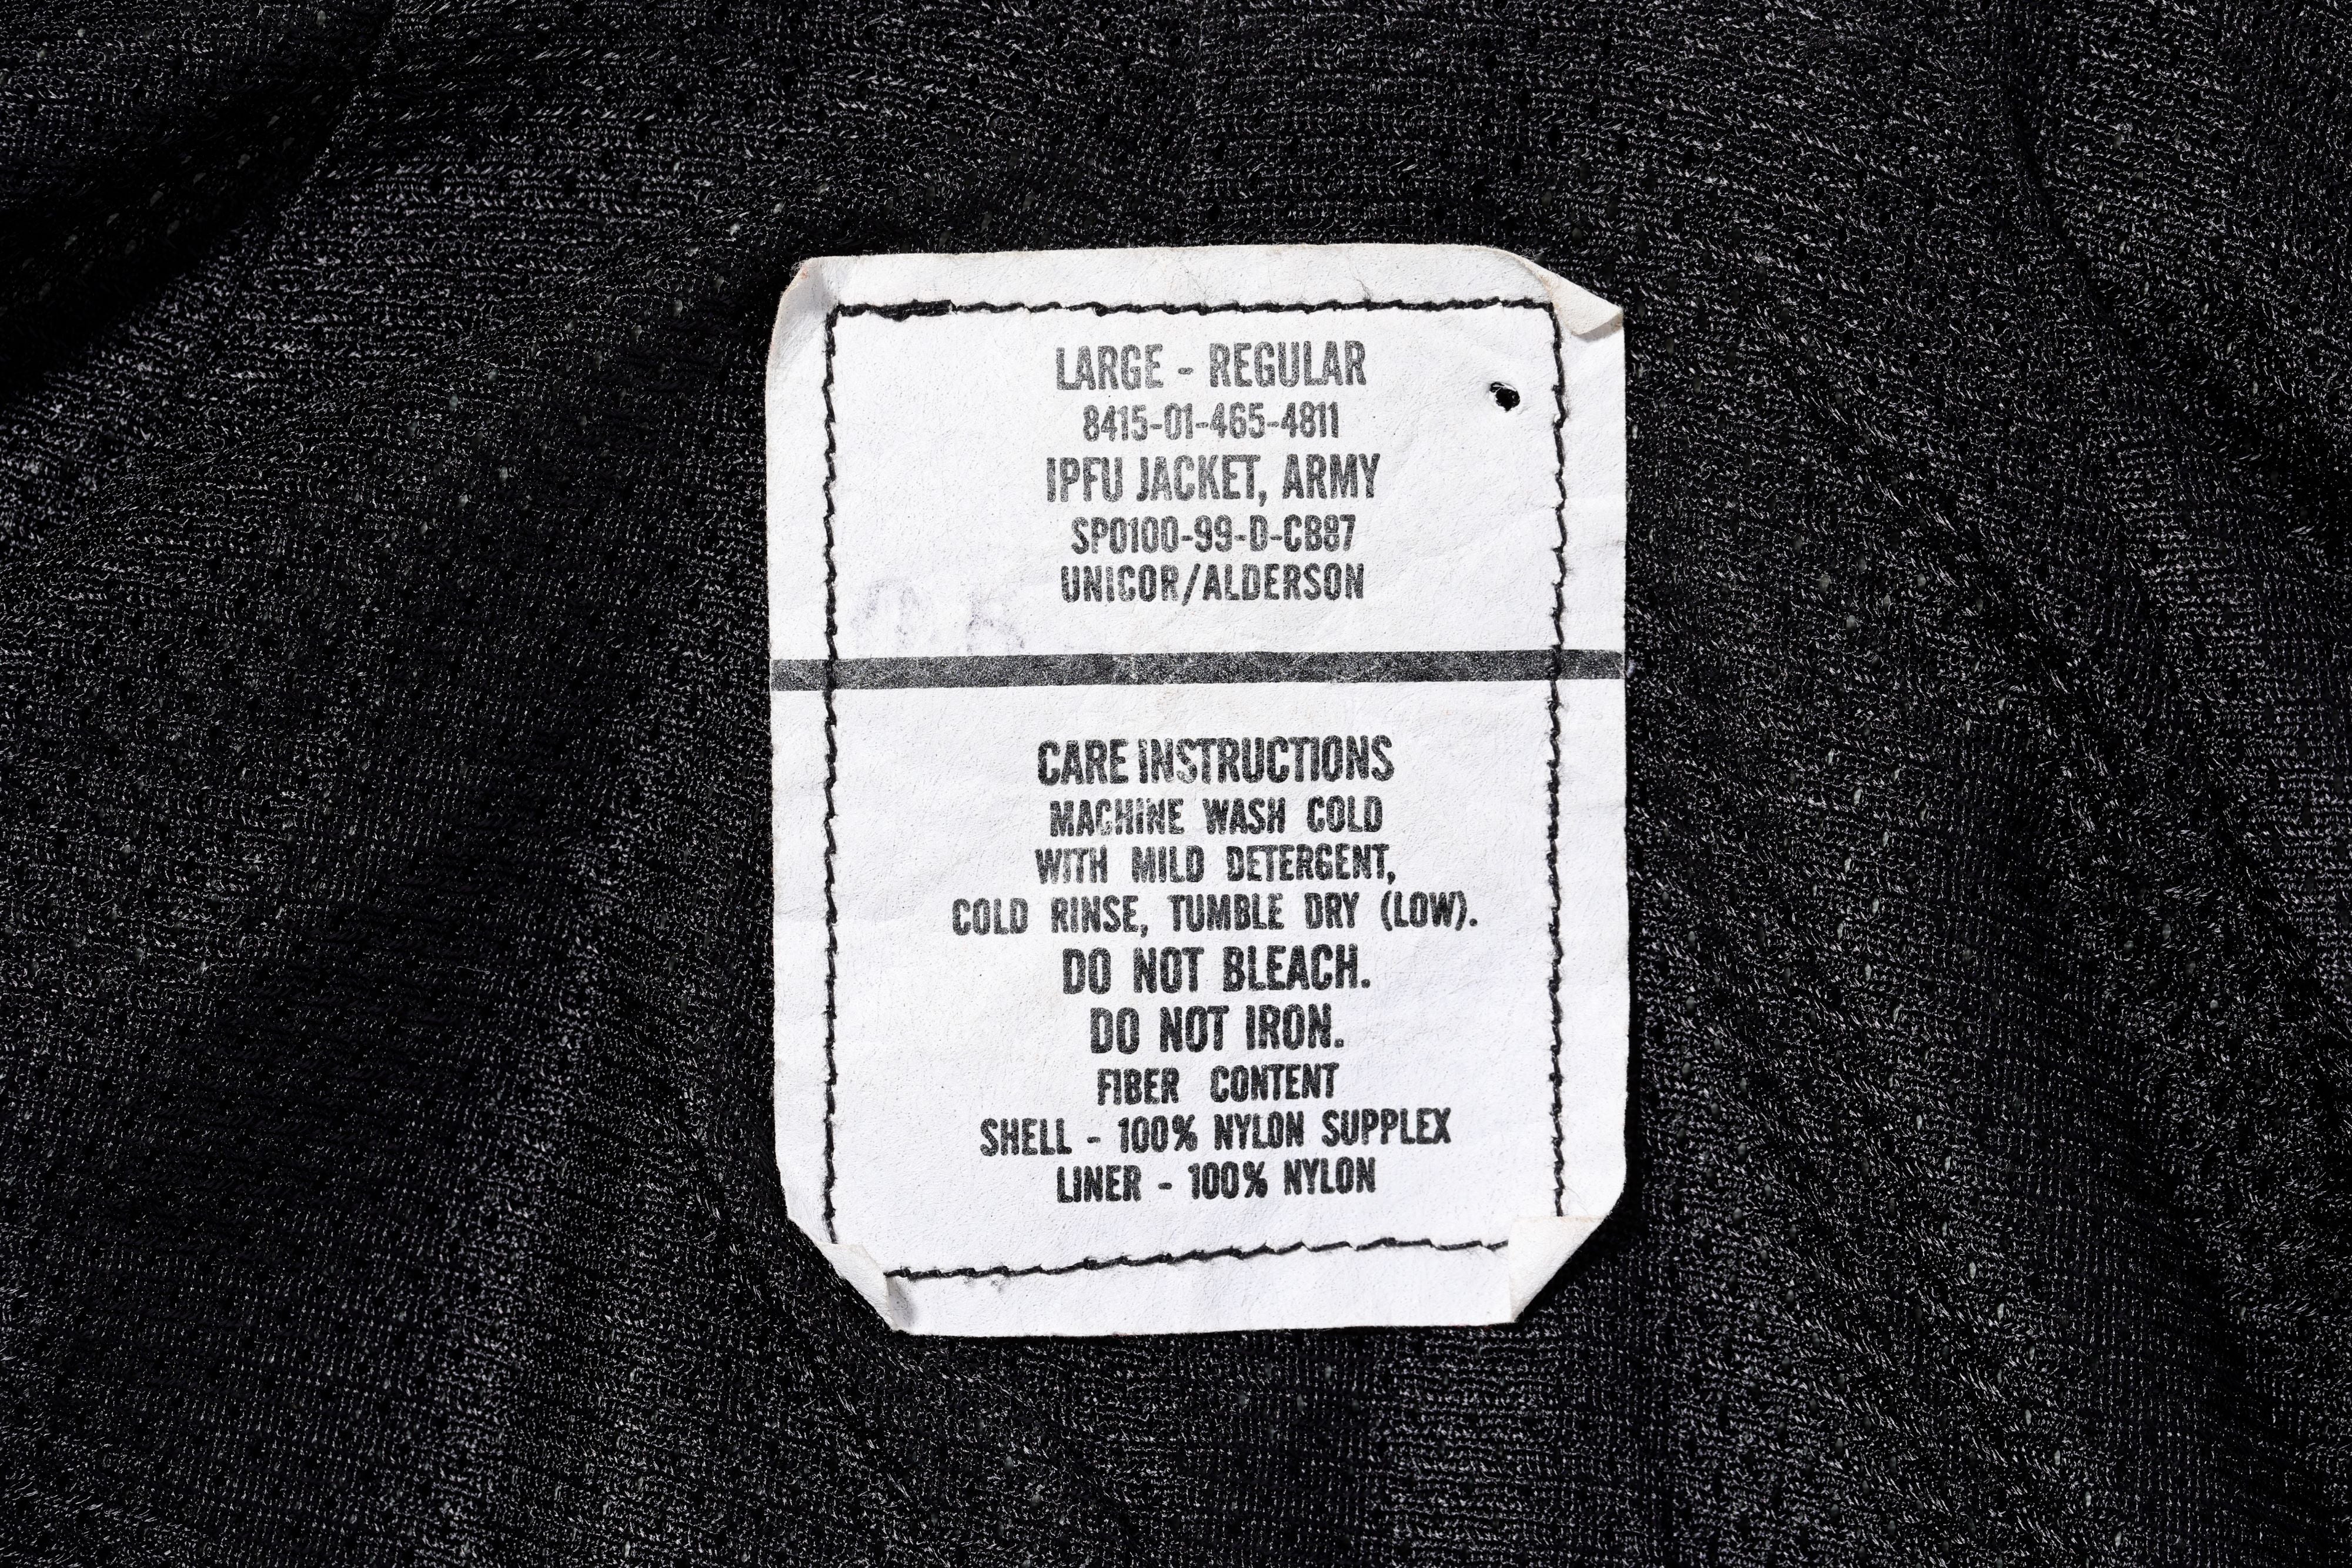 LARGE - REGULAR
8415-01-465-4811
IPFU JACKET, ARMY
SP0100-99-D-CB87
UNICOR/ALDERSON
CARE INSTRUCTIONS
MACHINE WASH COLD
WITH MILD DETERGENT,
COLD RINSE, TUMBLE DRY (LOW).
DO NOT BLEACH.
DO NOT IRON.
FIBER CONTENT
SHELL - 100% NYLON SUPPLEX
LINER - 100% NYLON